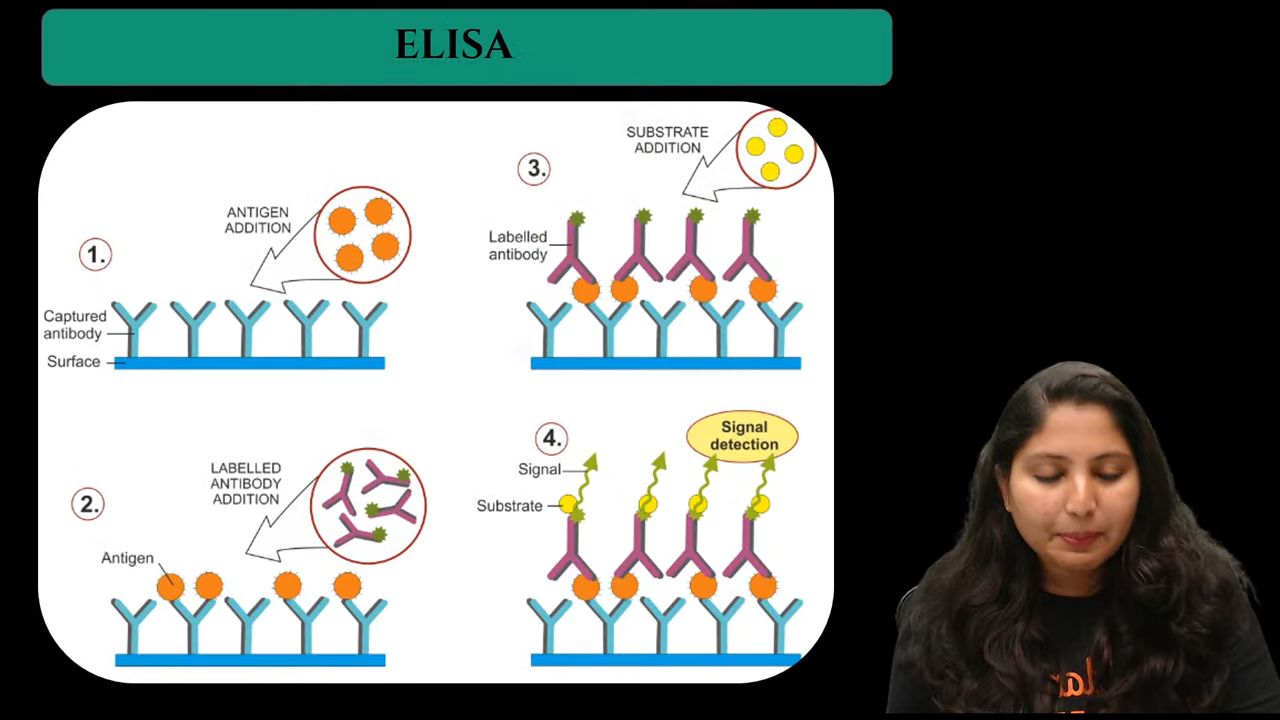 ELISA
1.
ANTIGEN
ADDITION
Captured
antibody
Surface
2.
LABELLED
ANTIBODY
ADDITION
Antigen
3.
SUBSTRATE
ADDITION
Labelled
antibody
4.
Signal
detection
Signal
Substrate